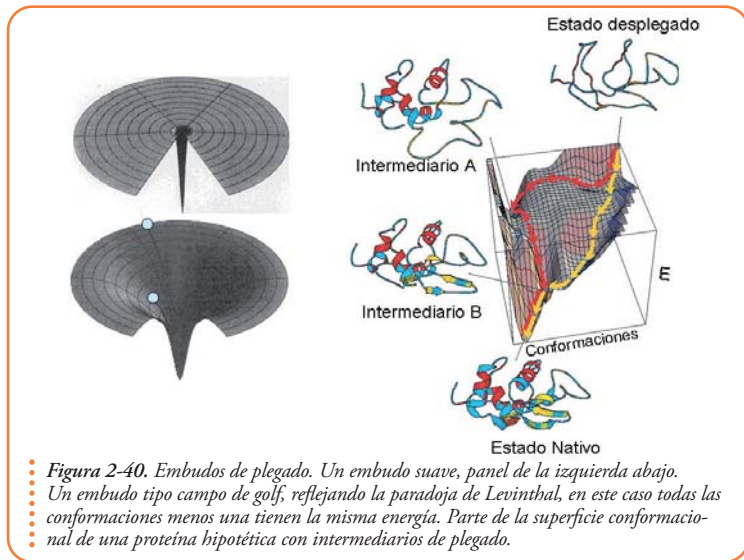 Estado desplegado
Intermediario A
Intermediario B
E
Conformaciones
Estado Nativo
Figura 2-40. Embudos de plegado. Un embudo suave, panel de la izquierda abajo.
Un embudo tipo campo de golf, reflejando la paradoja de Levinthal, en este caso todas las
conformaciones menos una tienen la misma energía. Parte de la superficie conformacio-
nal de una proteína hipotética con intermediarios de plegado.